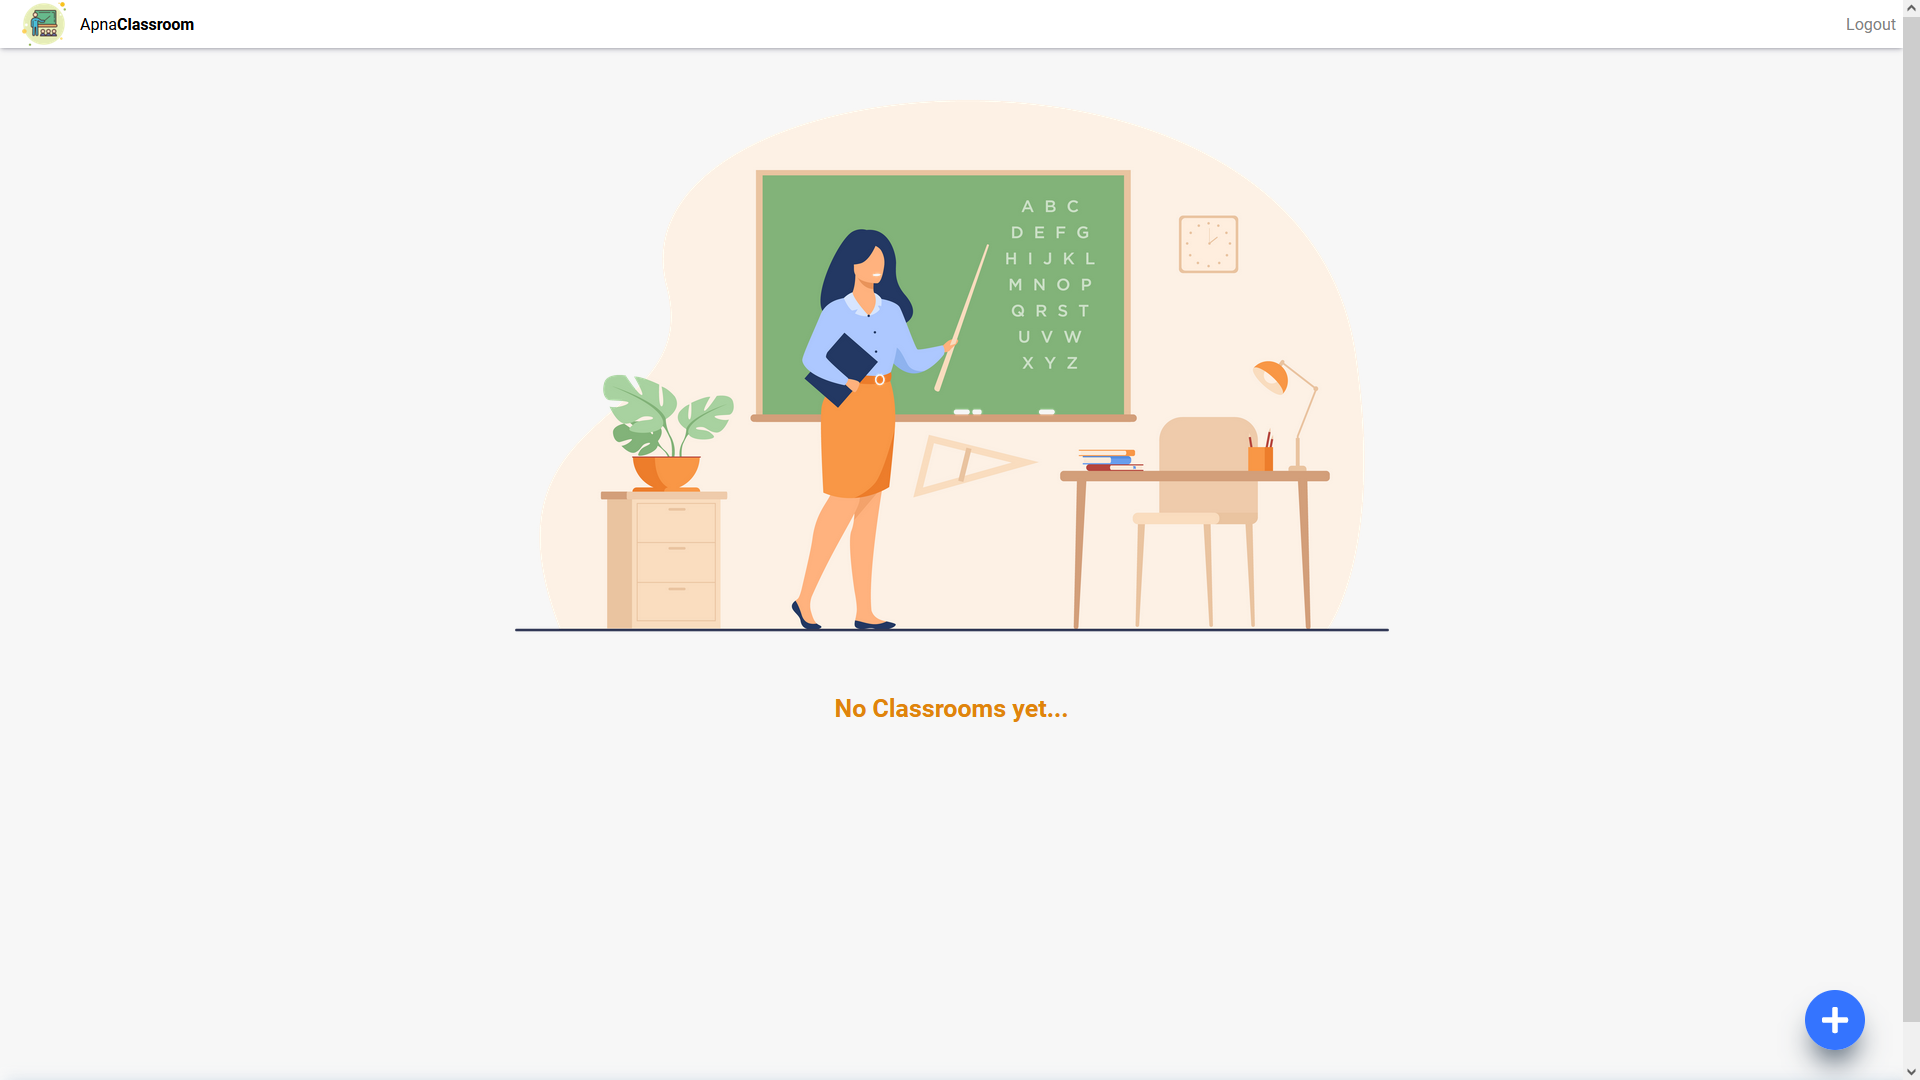 ApnaClassroom
Logout
A B C
D E F G
H I J K L
M N O P
Q R S T
U V W
X Y Z
No Classrooms yet...